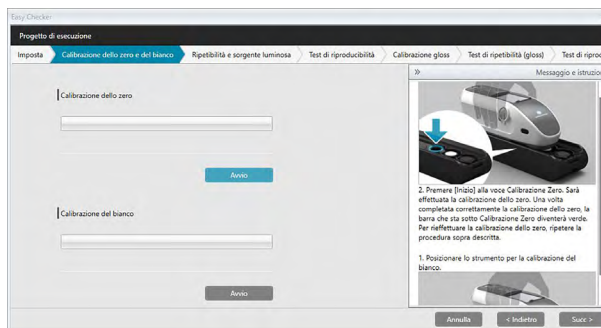 Easy Checker
Progetto di esecuzione
Imposta
Calibrazione dello zero e del bianco
Ripetibilità e sorgente luminosa
Test di riproducibilità
Calibrazione gloss
Test di ripetibilità (gloss)
Test di riproc
Calibrazione dello zero
Avvio
Calibrazione del bianco
Avvio
Messaggio e istruzio
2. Premere [Inizio] alla voce Calibrazione Zero. Sarà
effettuata la calibrazione dello zero. Una volta
completata correttamente la calibrazione dello zero, la
barra che sta sotto Calibrazione Zero diventerà verde.
Per rieffettuare la calibrazione dello zero, ripetere la
procedura sopra descritta.
1. Posizionare lo strumento per la calibrazione del
bianco.
Annulla
< Indietro
Succ >